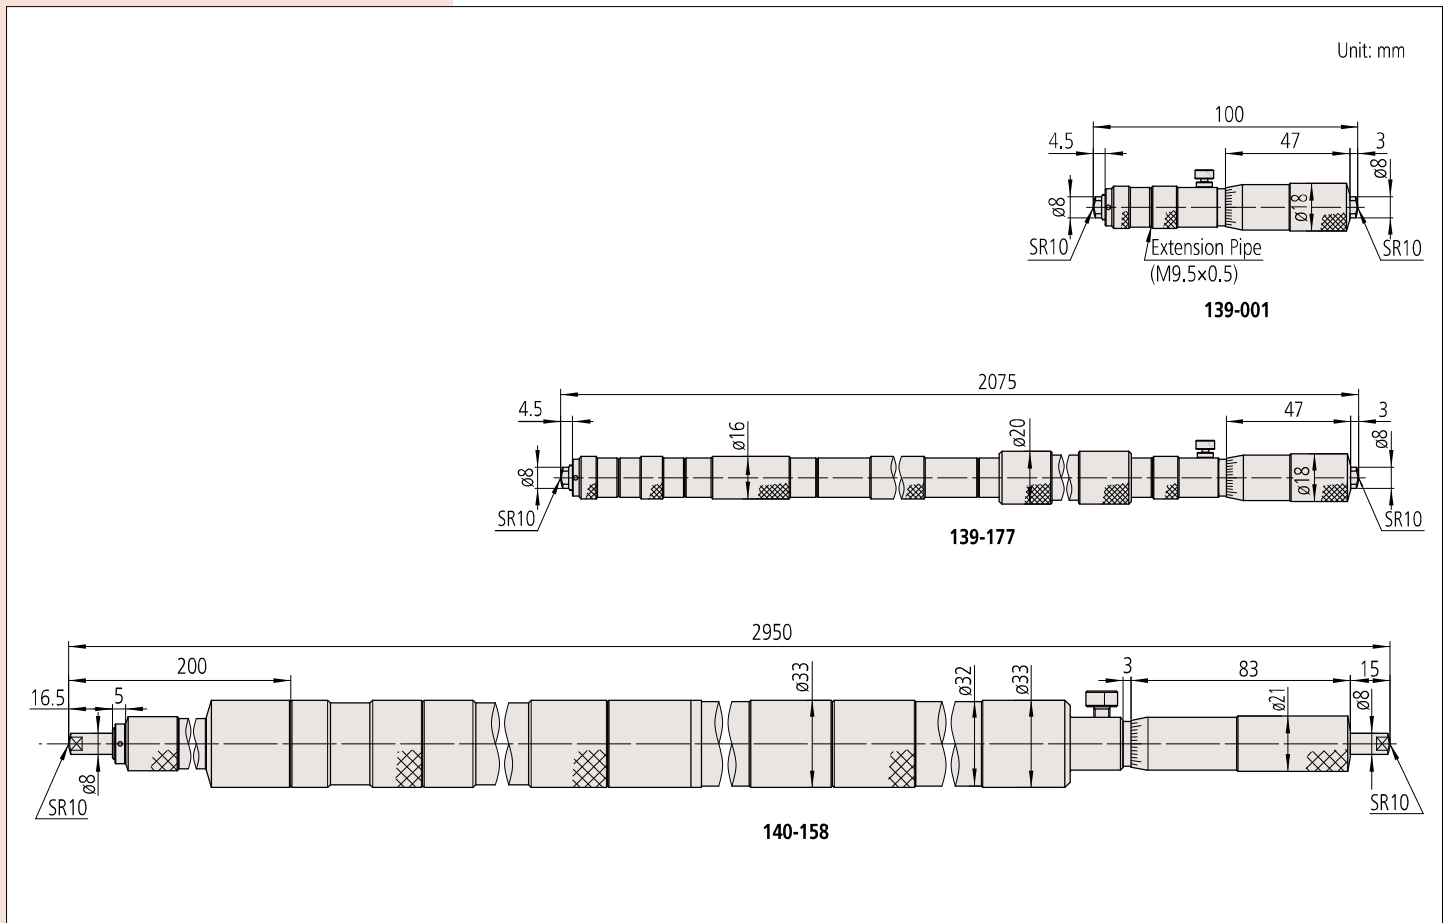 Unit: mm
100
4.5
47
3
ø8
ø18
ø8
SR10
Extension Pipe
(M9.5×0.5)
SR10
139-001
2075
4.5
47
3
ø16
ø20
ø8
ø8
ø18
SR10
SR10
139-177
2950
200
3
83
15
16.5
5
ø33
ø32
ø33
ø21
ø8
ø8
SR10
SR10
140-158